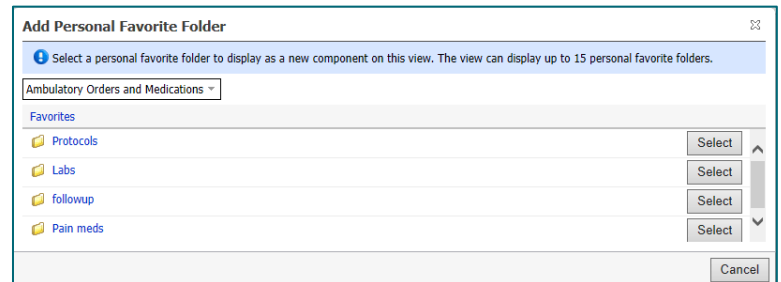 Add Personal Favorite Folder
Select a personal favorite folder to display as a new component on this view. The view can display up to 15 personal favorite folders.
Ambulatory Orders and Medications
Favorites
Protocols Select
Labs Select
followup Select
Pain meds Select
Cancel